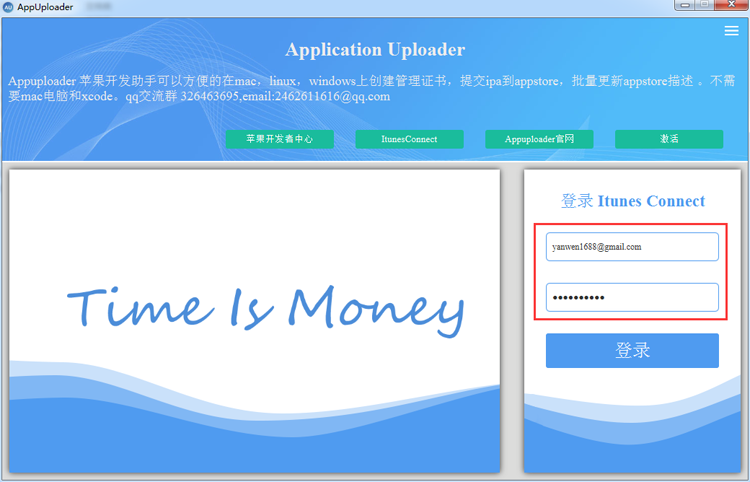 AppUploader
Application Uploader
Appuploader 苹果开发助手可以方便的在mac，linux，windows上创建管理证书，提交ipa到appstore，批量更新appstore描述 。不需
要mac电脑和xcode。qq交流群 326463695,email:2462611616@qq.com
苹果开发者中心 ItunesConnect Appuploader官网 激活
登录 Itunes Connect
yanwen1688@gmail.com
••••••••••
Time Is Money
登录